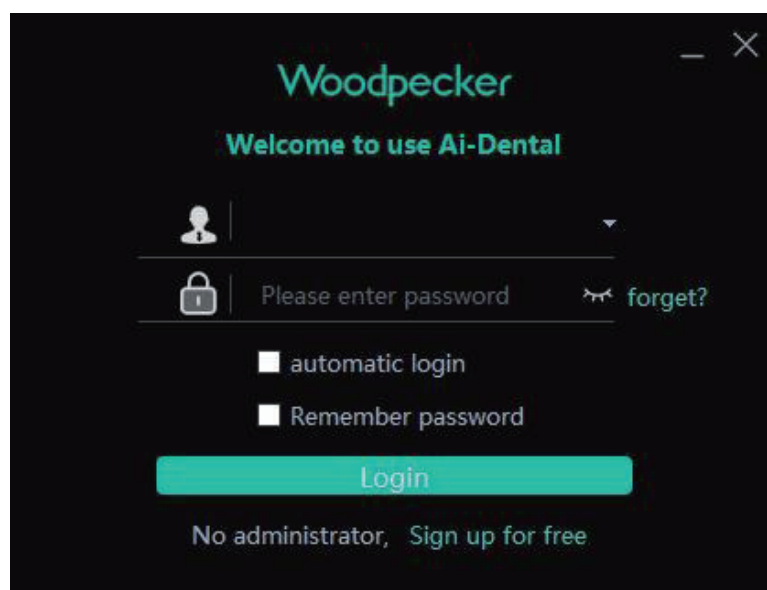 Woodpecker
Welcome to use Ai-Dental
Please enter password forget?
automatic login
Remember password
Login
No administrator, Sign up for free